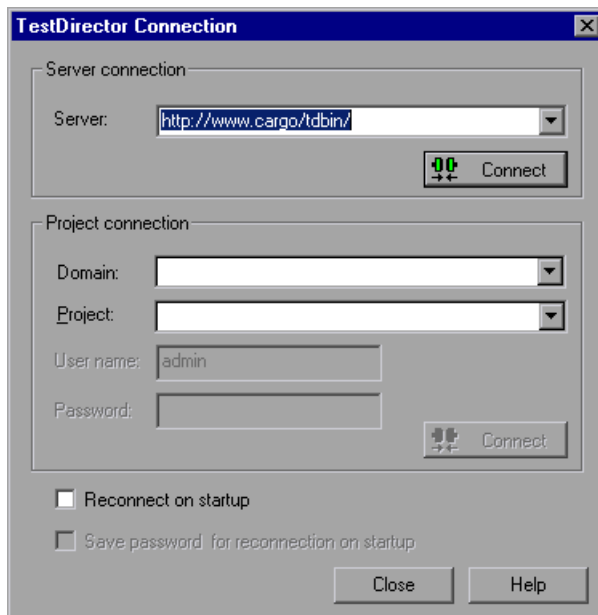 TestDirector Connection
Server connection
Server: http://www.cargo/tdbin/
Connect
Project connection
Domain:
Project:
User name: admin
Password:
Connect
Reconnect on startup
Save password for reconnection on startup
Close Help